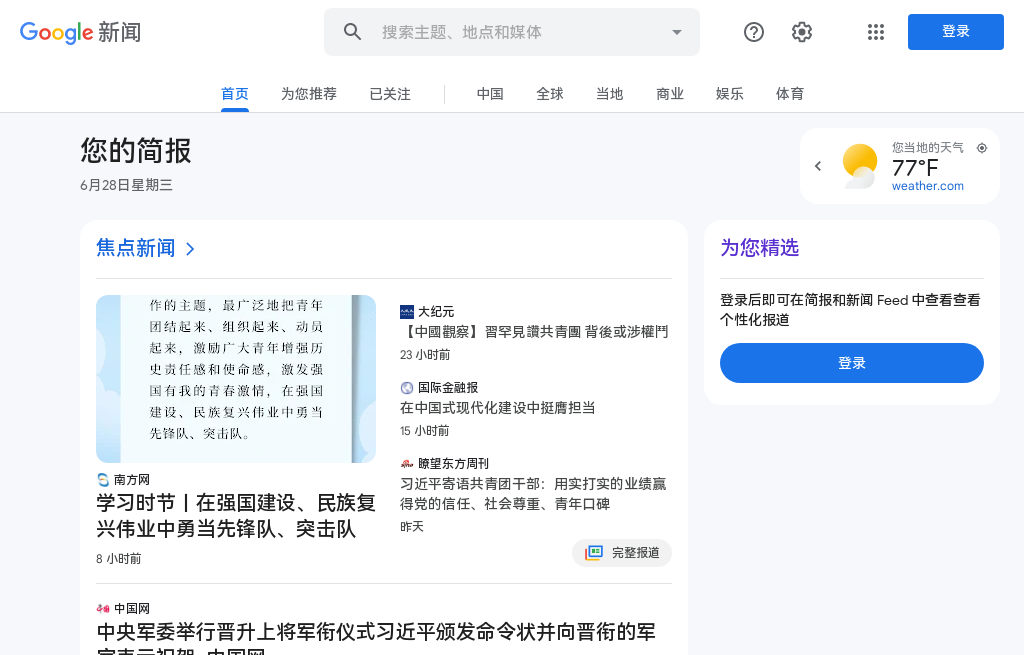 Google 新闻
搜索主题、地点和媒体
登录
首页 为您推荐 已关注 中国 全球 当地 商业 娱乐 体育
您的简报
6月28日星期三
您当地的天气
77°F
weather.com
焦点新闻
作的主题，最广泛地把青年
团结起来、组织起来、动员
起来，激励广大青年增强历
史责任感和使命感，激发强
国有我的青春激情，在强国
建设、民族复兴伟业中勇当
先锋队、突击队。
南方网
学习时节丨在强国建设、民族复
兴伟业中勇当先锋队、突击队
8 小时前
大纪元
【中國觀察】習罕見讚共青團 背後或涉權鬥
23 小时前
国际金融报
在中国式现代化建设中挺膺担当
15 小时前
瞭望东方周刊
习近平寄语共青团干部：用实打实的业绩赢
得党的信任、社会尊重、青年口碑
昨天
完整报道
中国网
中央军委举行晋升上将军衔仪式习近平颁发命令状并向晋衔的军
官表示祝贺_中国网
为您精选
登录后即可在简报和新闻 Feed 中查看查看
个性化报道
登录